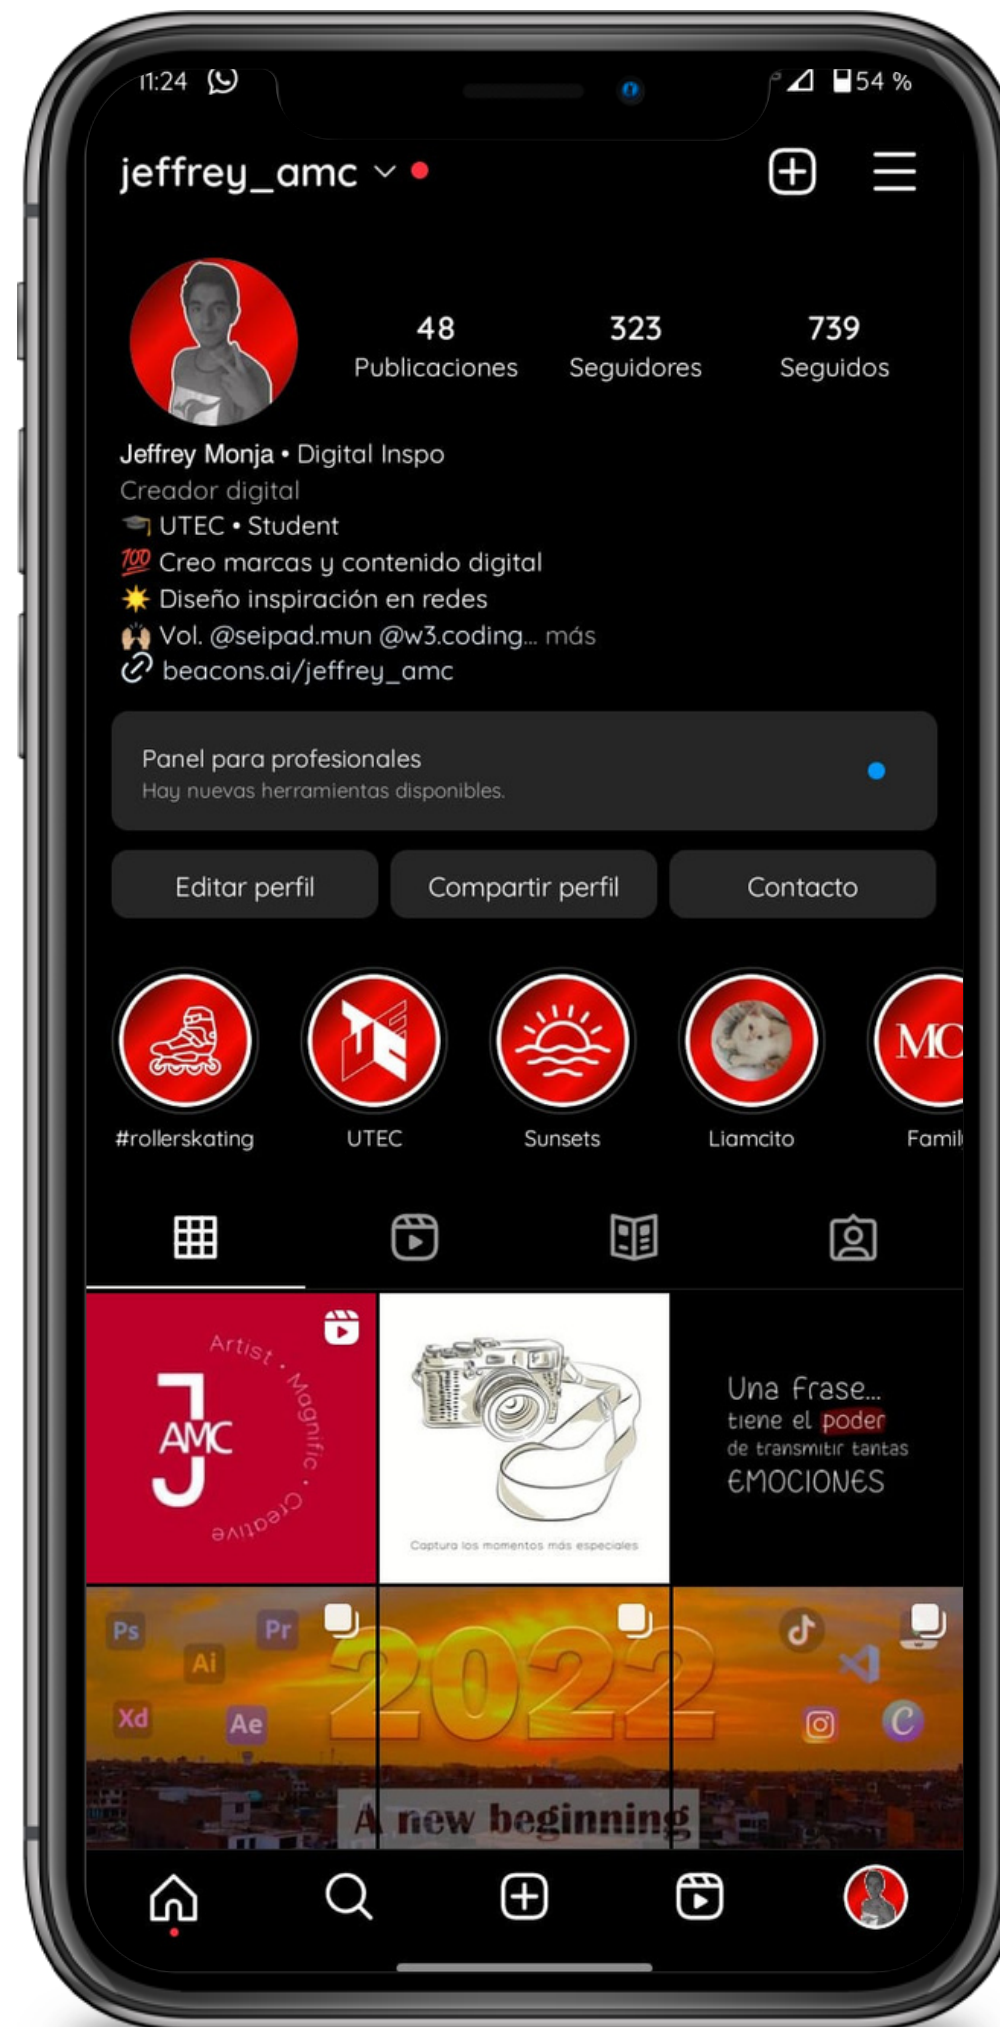 11:24
54 %
jeffrey_amc
48
Publicaciones
323
Seguidores
739
Seguidos
Jeffrey Monja • Digital Inspo
Creador digital
🎓 UTEC • Student
💯 Creo marcas y contenido digital
Diseño inspiración en redes
🙌🏼 Vol. @seipad.mun @w3.coding... más
beacons.ai/jeffrey_amc
Panel para profesionales
Hay nuevas herramientas disponibles.
Editar perfil
Compartir perfil
Contacto
UTEC
MC
#rollerskating
UTEC
Sunsets
Liamcito
Famil
Artist • Magnific • Creative
J
AMC
Captura los momentos más especiales
Una frase...
tiene el poder
de transmitir tantas
EMOCIONES
Ps
Pr
Ai
Xd
Ae
2022
C
A new beginning